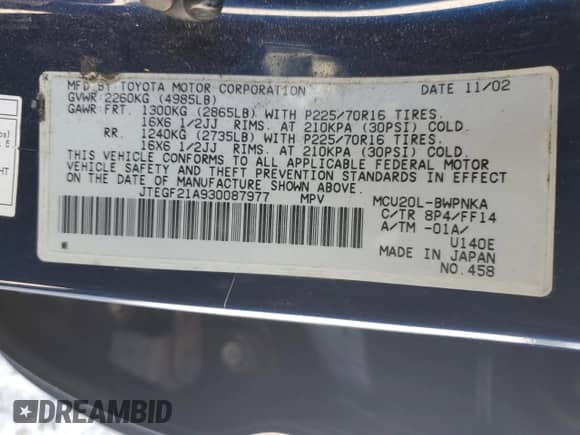 MFD BY TOYOTA MOTOR CORPORATION DATE 11/02
GVWR 2260KG (4985LB)
GAWR FRT. 1300KG (2865LB) WITH P225/70R16 TIRES.
16X6 1/2JJ RIMS. AT 210KPA (30PSI) COLD.
RR. 1240KG (2735LB) WITH P225/70R16 TIRES.
16X6 1/2JJ RIMS. AT 210KPA (30PSI) COLD.
THIS VEHICLE CONFORMS TO ALL APPLICABLE FEDERAL MOTOR
VEHICLE SAFETY AND THEFT PREVENTION STANDARDS IN EFFECT
ON THE DATE OF MANUFACTURE SHOWN ABOVE.
JTEGF21A930087977 MPV
MCU20L-BWPNKA
C/TR 8P4/FF14
A/TM -01A/
U140E
MADE IN JAPAN
NO.458
HT
DREAMBID